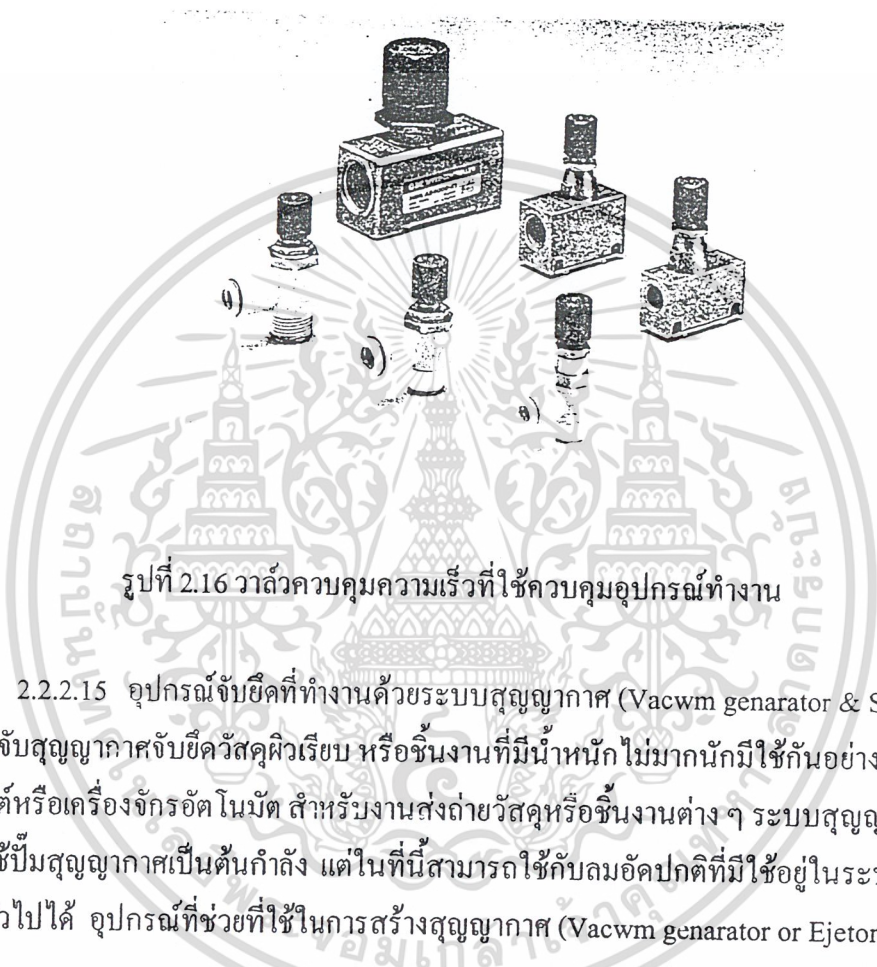 รูปที่ 2.16 วาล์วควบคุมความเร็วที่ใช้ควบคุมอุปกรณ์ทำงาน
2.2.2.15 อุปกรณ์จับยึดที่ทำงานด้วยระบบสุญญากาศ (Vacwm genarator & S
จับสุญญากาศจับยึดวัสดุผิวเรียบ หรือชิ้นงานที่มีน้ำหนักไม่มากนักมีใช้กันอย่าง
ต์หรือเครื่องจักรอัตโนมัต สำหรับงานส่งถ่ายวัสดุหรือชิ้นงานต่าง ๆ ระบบสุญญ
ช้ปั๊มสุญญากาศเป็นต้นกำลัง แต่ในที่นี้สามารถใช้กับลมอัดปกติที่มีใช้อยู่ในระ
วไปได้ อุปกรณ์ที่ช่วยที่ใช้ในการสร้างสุญญากาศ (Vacwm genarator or Ejetor